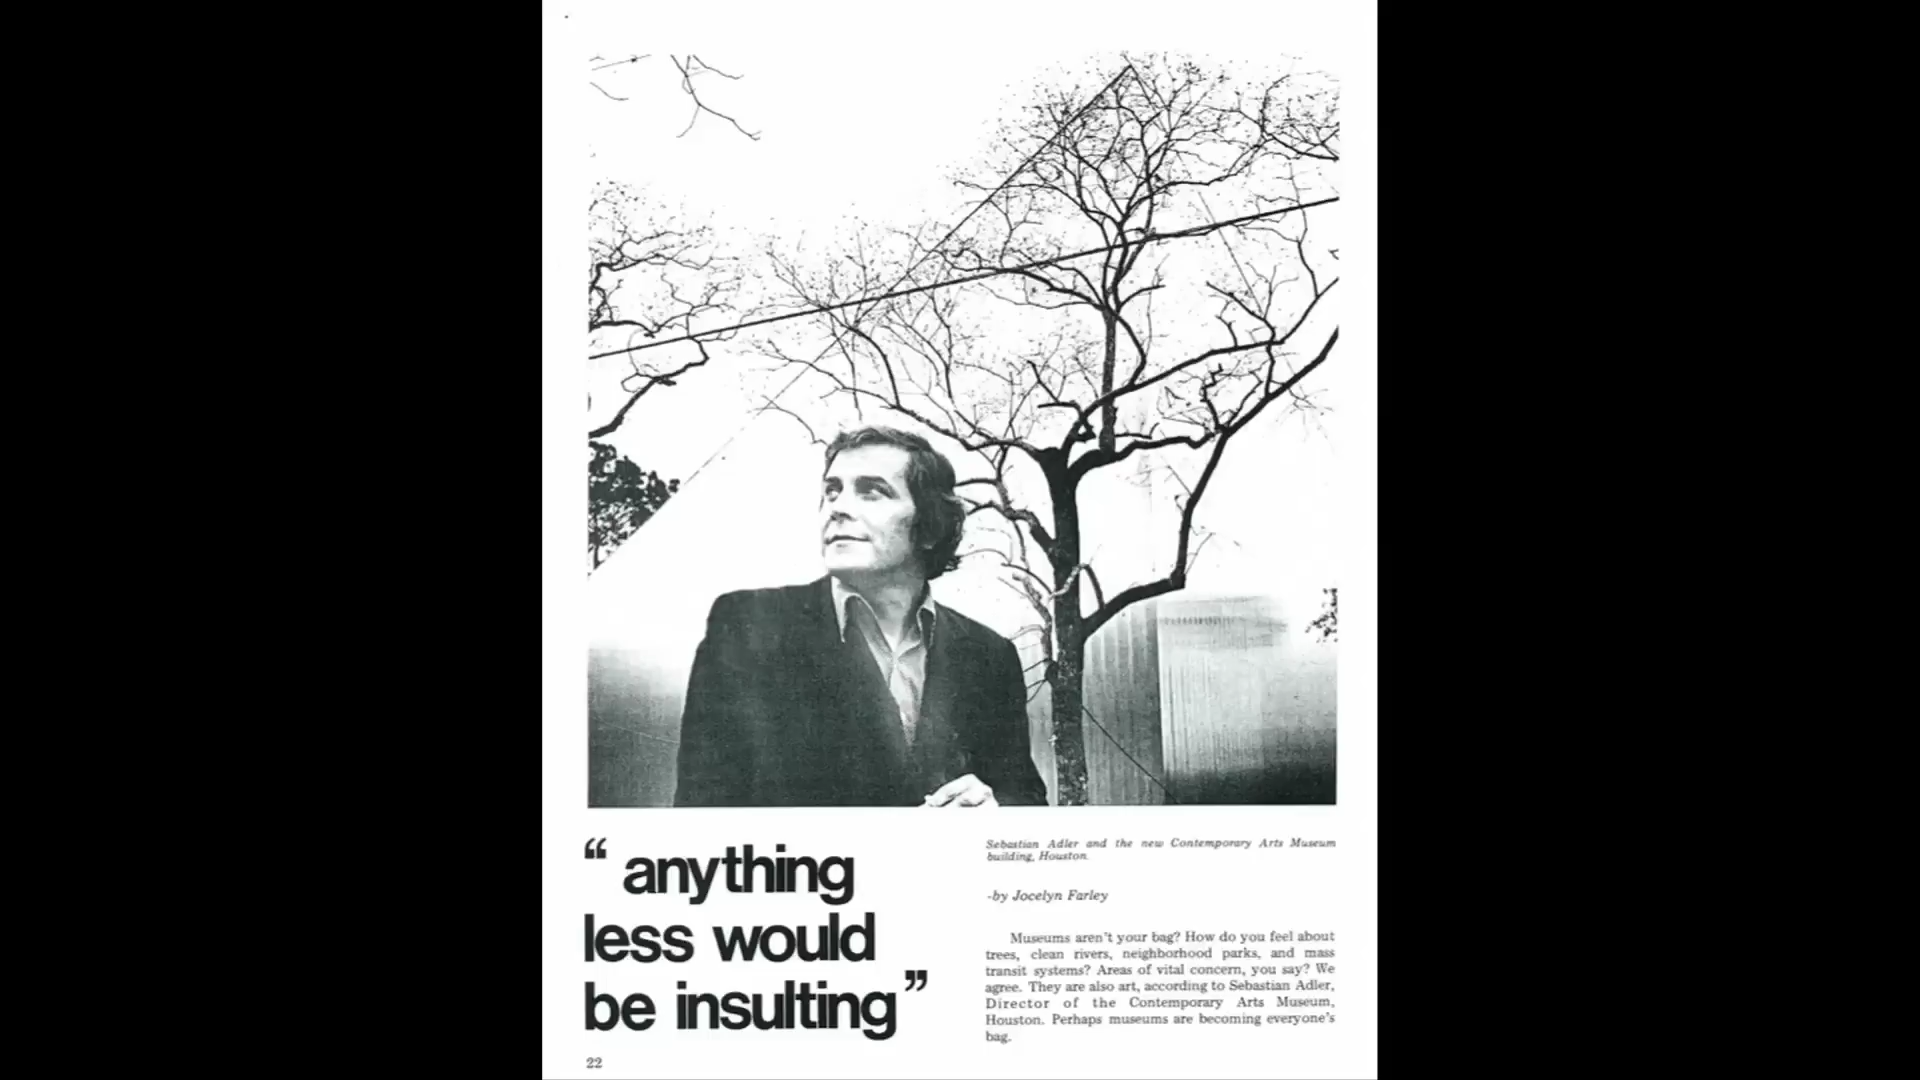 “ anything
less would
be insulting”
22
Sebastian Adler and the new Contemporary Arts Museum
building, Houston.
-by Jocelyn Farley
Museums aren't your bag? How do you feel about
trees, clean rivers, neighborhood parks, and mass
transit systems? Areas of vital concern, you say? We
agree. They are also art, according to Sebastian Adler,
Director of the Contemporary Arts Museum,
Houston. Perhaps museums are becoming everyone's
bag.